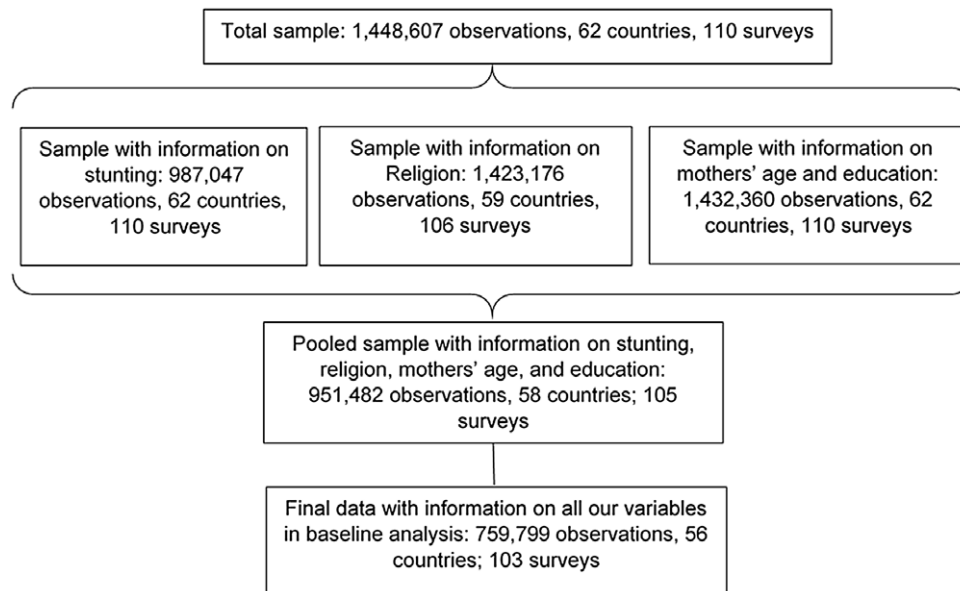 Total sample: 1,448,607 observations, 62 countries, 110 surveys
Sample with information on
stunting: 987,047
observations, 62 countries,
110 surveys
Sample with information on
Religion: 1,423,176
observations, 59 countries,
106 surveys
Sample with information on
mothers' age and education:
1,432,360 observations, 62
countries, 110 surveys
Pooled sample with information on stunting,
religion, mothers' age, and education:
951,482 observations, 58 countries; 105
surveys
Final data with information on all our variables
in baseline analysis: 759,799 observations, 56
countries; 103 surveys